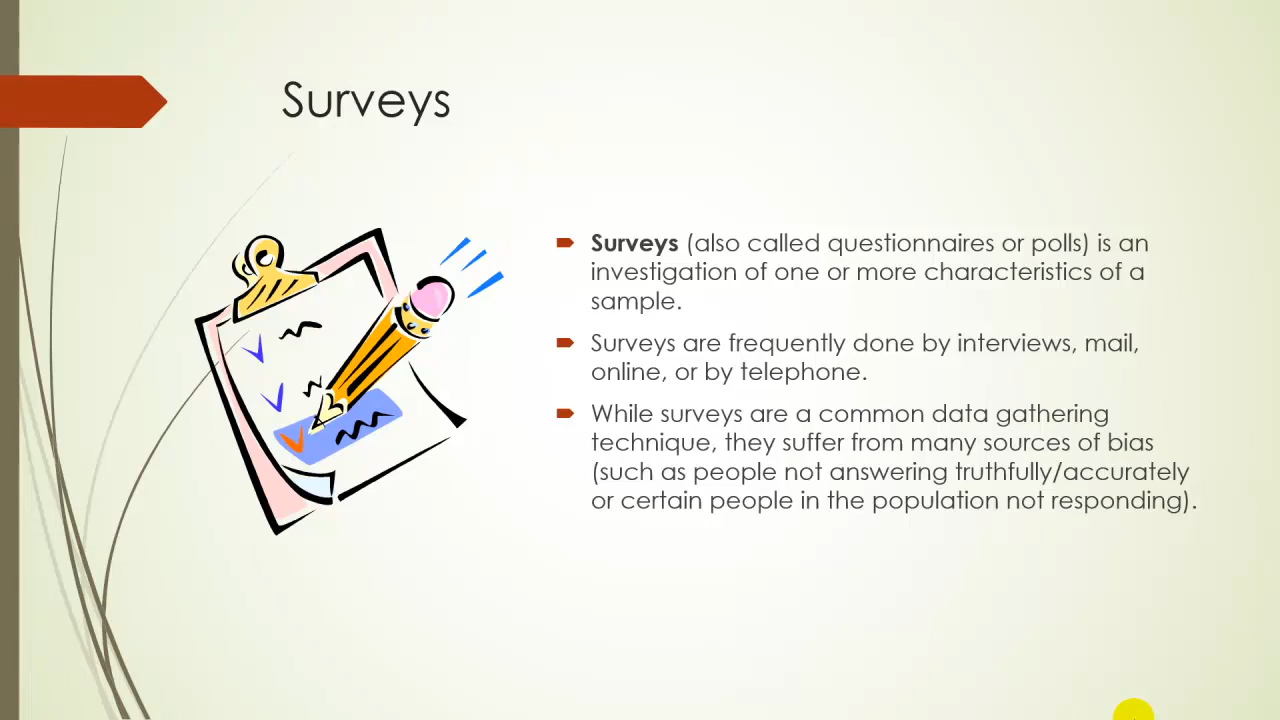 Surveys
Surveys (also called questionnaires or polls) is an
investigation of one or more characteristics of a
sample.
Surveys are frequently done by interviews, mail,
online, or by telephone.
While surveys are a common data gathering
technique, they suffer from many sources of bias
(such as people not answering truthfully/accurately
or certain people in the population not responding).